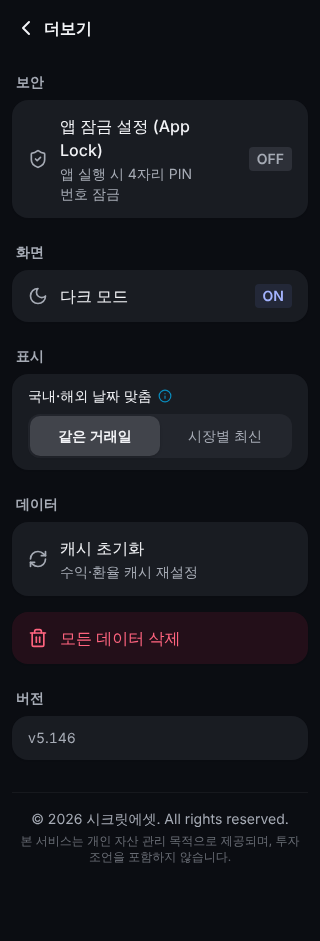 더보기
보안
앱 잠금 설정 (App
Lock)
앱 실행 시 4자리 PIN
번호 잠금
OFF
화면
다크 모드
ON
표시
국내·해외 날짜 맞춤
같은 거래일
시장별 최신
데이터
캐시 초기화
수익·환율 캐시 재설정
모든 데이터 삭제
버전
v5.146
© 2026 시크릿에셋. All rights reserved.
본 서비스는 개인 자산 관리 목적으로 제공되며, 투자
조언을 포함하지 않습니다.